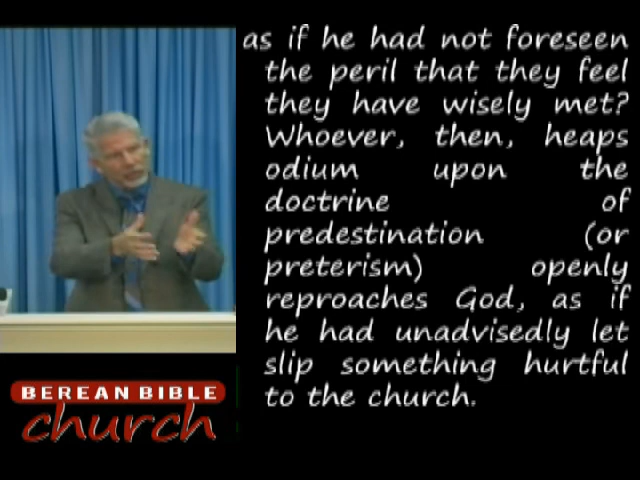 as if he had not foreseen
the peril that they feel
they have wisely met?
Whoever, then, heaps
odium upon the
doctrine of
predestination (or
preterism) openly
reproaches God, as if
he had unadvisedly let
slip something hurtful
to the church.
BEREAN BIBLE
church